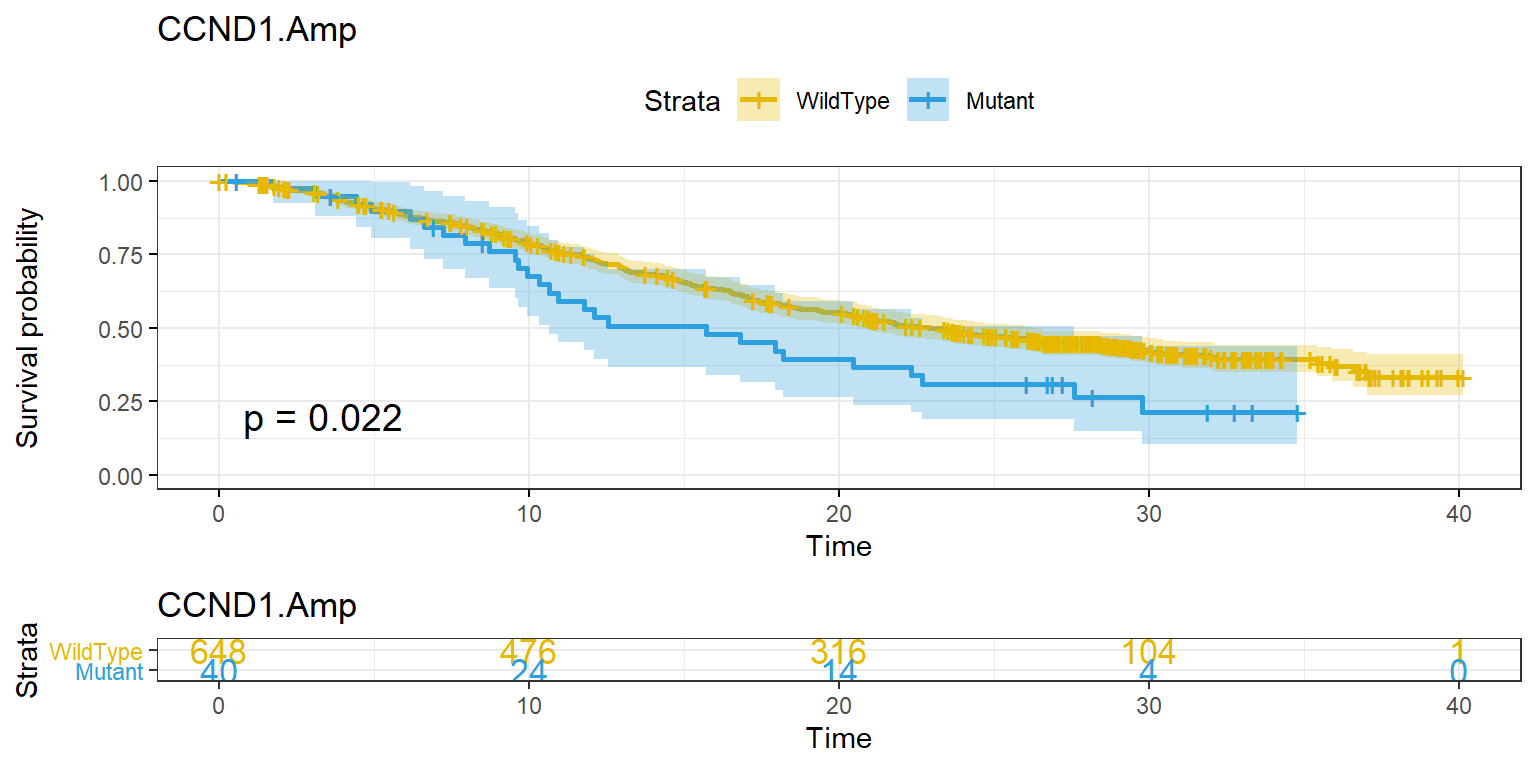 CCND1.Amp
Strata WildType Mutant
Survival probability
1.00
0.75
0.50
0.25
0.00
p = 0.022
0 10 20 30 40
Time
CCND1.Amp
Strata
WildType 648 476 316 104 1
Mutant 40 24 14 4 0
0 10 20 30 40
Time